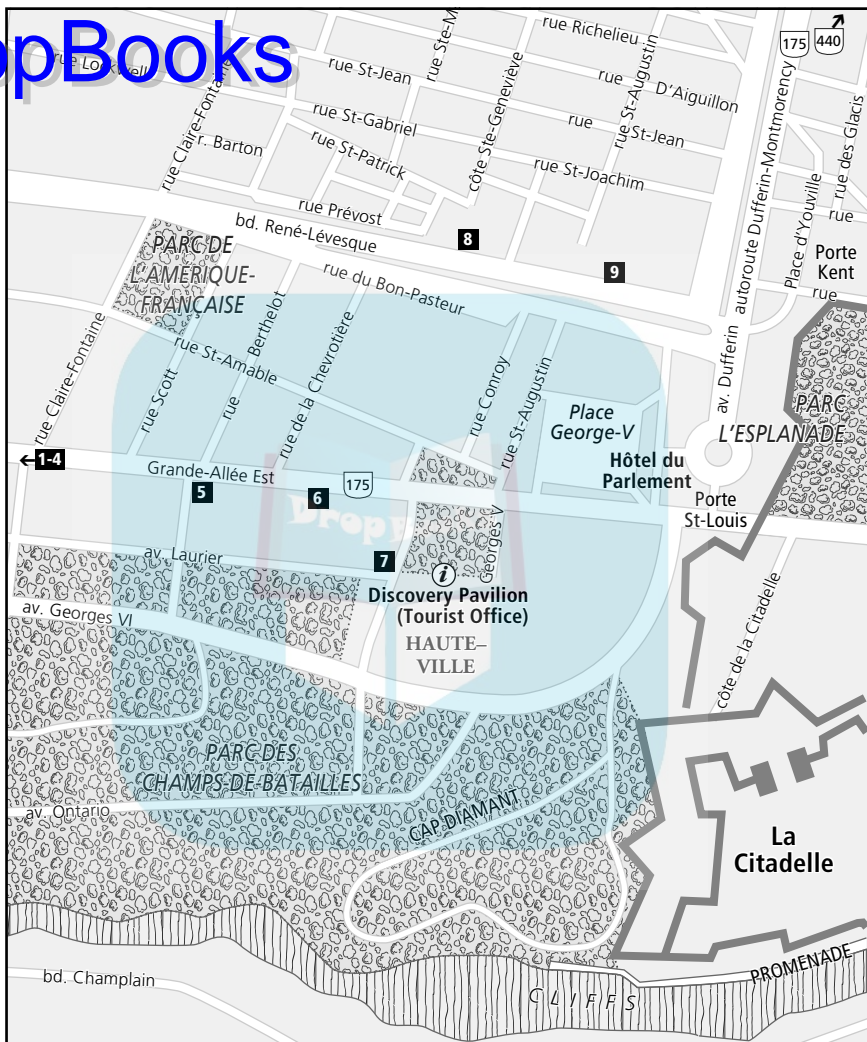 opBooks
rue Lockwell
rue Claire-Fontaine
r. Barton
rue St-Jean
rue Ste-M
rue St-Gabriel
rue St-Patrick
rue Prévost
côte Ste-Geneviève
rue Richelieu
rue D'Aiguillon
rue St-Augustin
rue St-Jean
rue St-Joachim
175
440
autoroute Dufferin-Montmorency
Place d'Youville
rue des Glacis
rue
Porte
Kent
rue
bd. René-Lévesque
8
9
PARC DE
L'AMERIQUE-
FRANÇAISE
rue du Bon-Pasteur
rue St-Amable
rue Claire-Fontaine
rue Scott
rue Berthelot
rue de la Chevrotière
rue Conroy
rue St-Augustin
Place
George-V
av. Dufferin
PARC
L'ESPLANADE
Hôtel du
Parlement
Porte
St-Louis
1-4
Grande-Allée Est
175
5
6
Drop B
7
av. Laurier
Georges V
i
Discovery Pavilion
(Tourist Office)
HAUTE–
VILLE
av. Georges VI
côte de la Citadelle
PARC DES
CHAMPS-DE-BATAILLES
av. Ontario
CAP DIAMANT
La
Citadelle
bd. Champlain
CLIFFS
PROMENADE